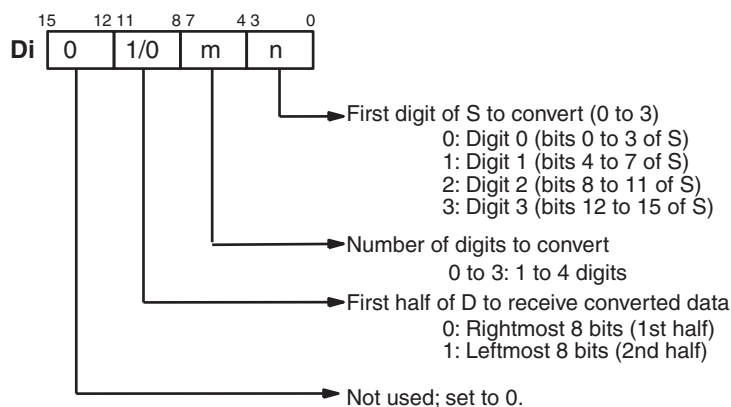 15 12 11 8 7 4 3 0
Di 0 1/0 m n
First digit of S to convert (0 to 3)
0: Digit 0 (bits 0 to 3 of S)
1: Digit 1 (bits 4 to 7 of S)
2: Digit 2 (bits 8 to 11 of S)
3: Digit 3 (bits 12 to 15 of S)
Number of digits to convert
0 to 3: 1 to 4 digits
First half of D to receive converted data
0: Rightmost 8 bits (1st half)
1: Leftmost 8 bits (2nd half)
Not used; set to 0.